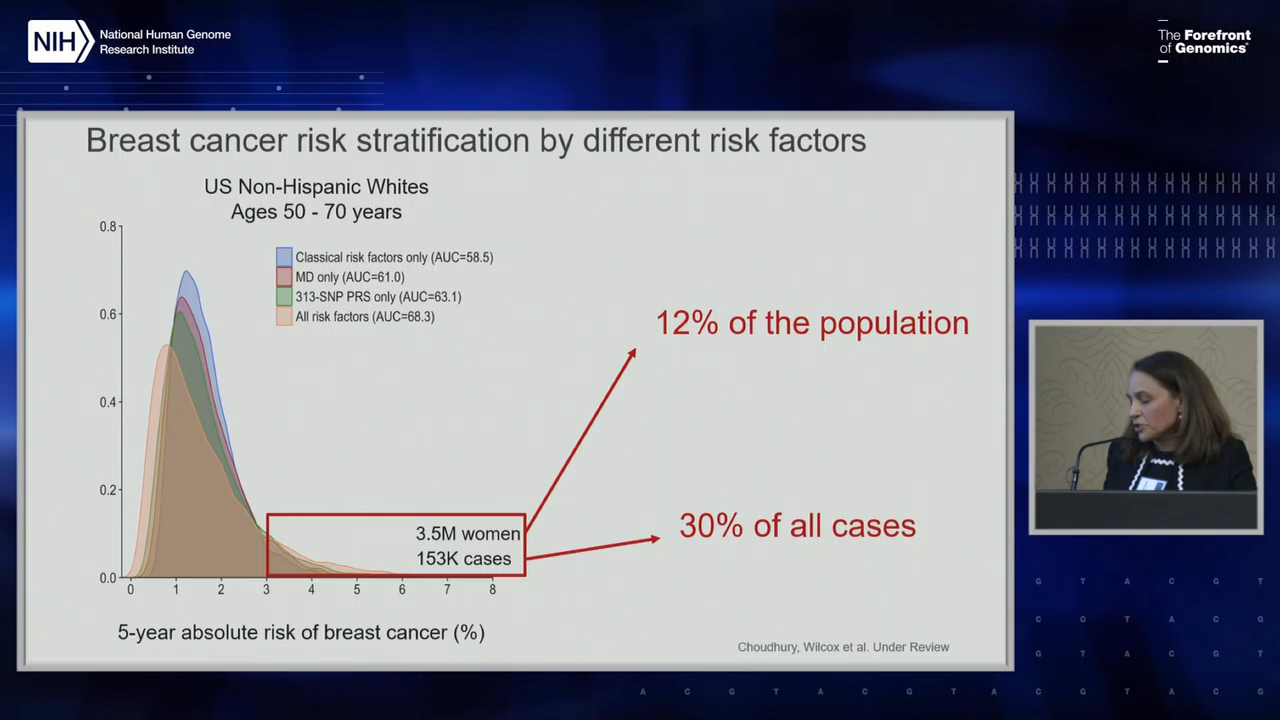 NIH
National Human Genome
Research Institute
The Forefront
of Genomics®
Breast cancer risk stratification by different risk factors
US Non-Hispanic Whites
Ages 50 - 70 years
0.8
0.6
0.4
0.2
0.0
Classical risk factors only (AUC=58.5)
MD only (AUC=61.0)
313-SNP PRS only (AUC=63.1)
All risk factors (AUC=68.3)
12% of the population
3.5M women
153K cases
30% of all cases
0 1 2 3 4 5 6 7 8
5-year absolute risk of breast cancer (%)
Choudhury, Wilcox et al. Under Review
G T A C G T
C G T A C G
G T A C G T
A C G T A C G T A C G T A C G